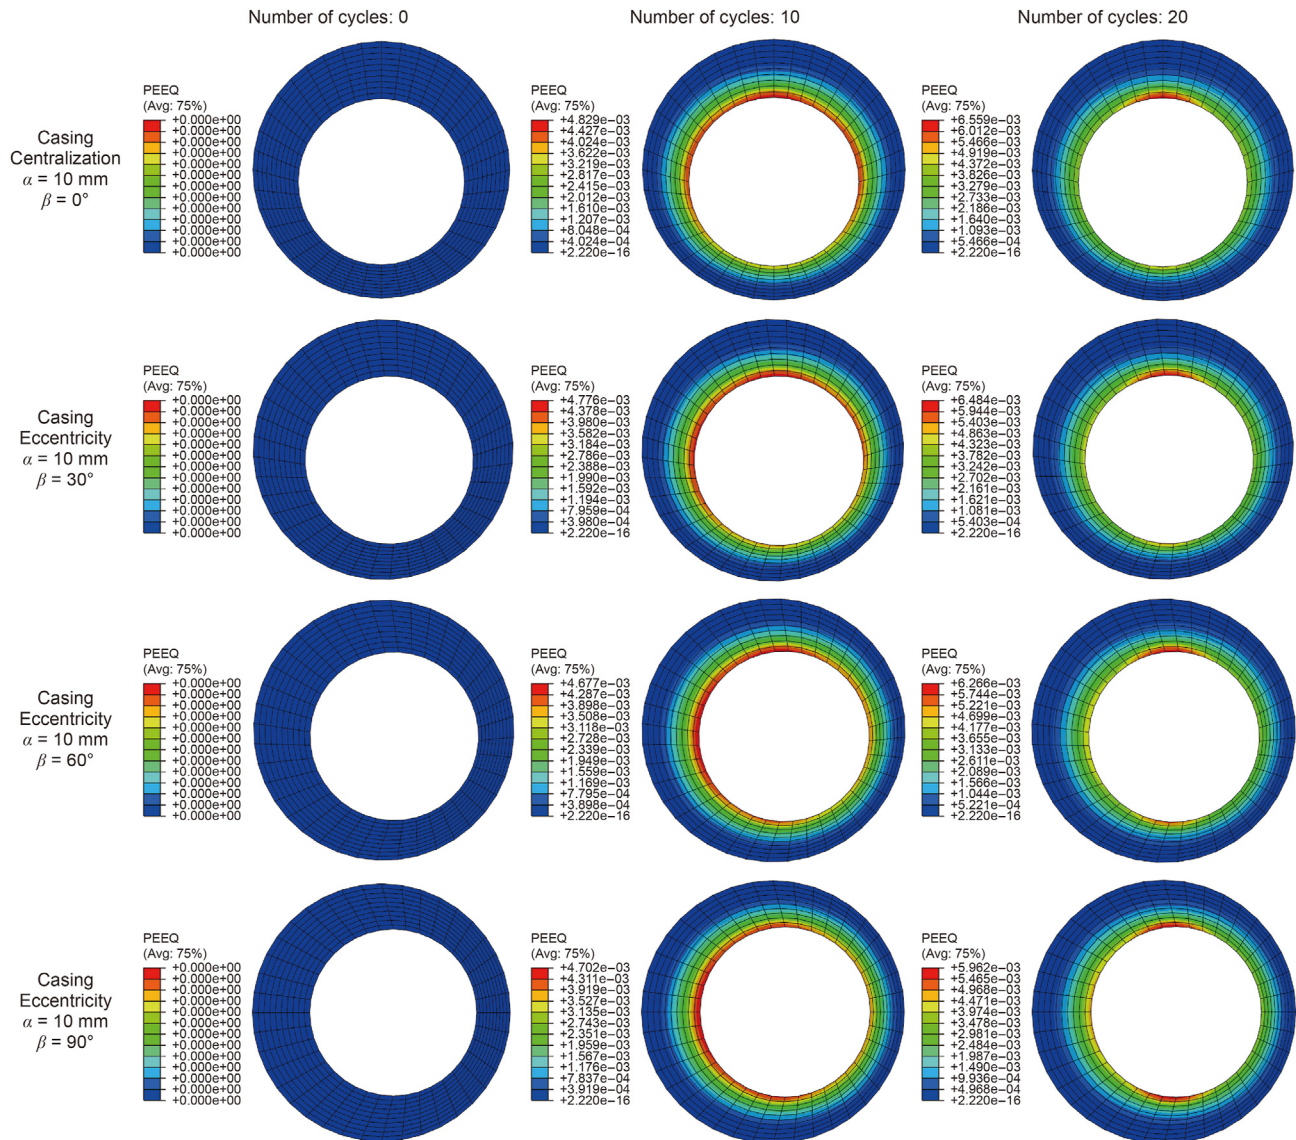 Number of cycles: 0
Number of cycles: 10
Number of cycles: 20
Casing
Centralization
α = 10 mm
β = 0°
PEEQ
(Avg: 75%)
+0.000e+00
+0.000e+00
+0.000e+00
+0.000e+00
+0.000e+00
+0.000e+00
+0.000e+00
+0.000e+00
+0.000e+00
+0.000e+00
+0.000e+00
+0.000e+00
+0.000e+00
PEEQ
(Avg: 75%)
+4.829e−03
+4.427e−03
+4.024e−03
+3.622e−03
+3.219e−03
+2.817e−03
+2.415e−03
+2.012e−03
+1.610e−03
+1.207e−03
+8.048e−04
+4.024e−04
+2.220e−16
PEEQ
(Avg: 75%)
+6.559e−03
+6.012e−03
+5.466e−03
+4.919e−03
+4.372e−03
+3.826e−03
+3.279e−03
+2.733e−03
+2.186e−03
+1.640e−03
+1.093e−03
+5.466e−04
+2.220e−16
Casing
Eccentricity
α = 10 mm
β = 30°
PEEQ
(Avg: 75%)
+0.000e+00
+0.000e+00
+0.000e+00
+0.000e+00
+0.000e+00
+0.000e+00
+0.000e+00
+0.000e+00
+0.000e+00
+0.000e+00
+0.000e+00
+0.000e+00
+0.000e+00
PEEQ
(Avg: 75%)
+4.776e−03
+4.378e−03
+3.980e−03
+3.582e−03
+3.184e−03
+2.786e−03
+2.388e−03
+1.990e−03
+1.592e−03
+1.194e−03
+7.959e−04
+3.980e−04
+2.220e−16
PEEQ
(Avg: 75%)
+6.484e−03
+5.944e−03
+5.403e−03
+4.863e−03
+4.323e−03
+3.782e−03
+3.242e−03
+2.702e−03
+2.161e−03
+1.621e−03
+1.081e−03
+5.403e−04
+2.220e−16
Casing
Eccentricity
α = 10 mm
β = 60°
PEEQ
(Avg: 75%)
+0.000e+00
+0.000e+00
+0.000e+00
+0.000e+00
+0.000e+00
+0.000e+00
+0.000e+00
+0.000e+00
+0.000e+00
+0.000e+00
+0.000e+00
+0.000e+00
+0.000e+00
PEEQ
(Avg: 75%)
+4.677e−03
+4.287e−03
+3.898e−03
+3.508e−03
+3.118e−03
+2.728e−03
+2.339e−03
+1.949e−03
+1.559e−03
+1.169e−03
+7.795e−04
+3.898e−04
+2.220e−16
PEEQ
(Avg: 75%)
+6.266e−03
+5.744e−03
+5.221e−03
+4.699e−03
+4.177e−03
+3.655e−03
+3.133e−03
+2.611e−03
+2.089e−03
+1.566e−03
+1.044e−03
+5.221e−04
+2.220e−16
Casing
Eccentricity
α = 10 mm
β = 90°
PEEQ
(Avg: 75%)
+0.000e+00
+0.000e+00
+0.000e+00
+0.000e+00
+0.000e+00
+0.000e+00
+0.000e+00
+0.000e+00
+0.000e+00
+0.000e+00
+0.000e+00
+0.000e+00
+0.000e+00
PEEQ
(Avg: 75%)
+4.702e−03
+4.311e−03
+3.919e−03
+3.527e−03
+3.135e−03
+2.743e−03
+2.351e−03
+1.959e−03
+1.567e−03
+1.176e−03
+7.837e−04
+3.919e−04
+2.220e−16
PEEQ
(Avg: 75%)
+5.962e−03
+5.465e−03
+4.968e−03
+4.471e−03
+3.974e−03
+3.478e−03
+2.981e−03
+2.484e−03
+1.987e−03
+1.490e−03
+9.936e−04
+4.968e−04
+2.220e−16